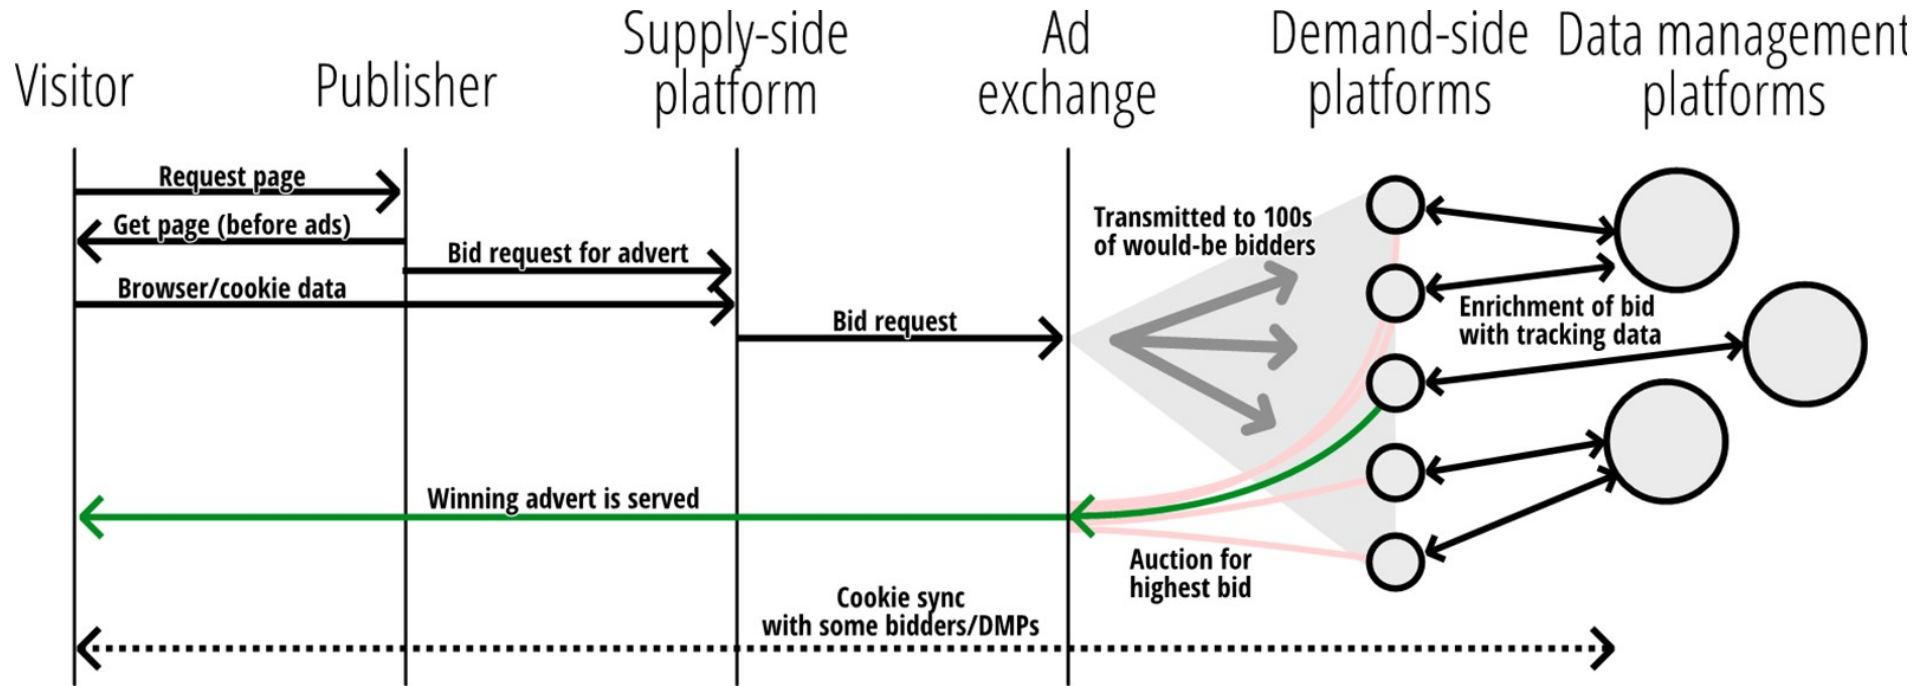 Visitor
Publisher
Supply-side
platform
Ad
exchange
Demand-side
platforms
Data management
platforms
Request page
Get page (before ads)
Bid request for advert
Browser/cookie data
Bid request
Transmitted to 100s
of would-be bidders
Enrichment of bid
with tracking data
Winning advert is served
Auction for
highest bid
Cookie sync
with some bidders/DMPs